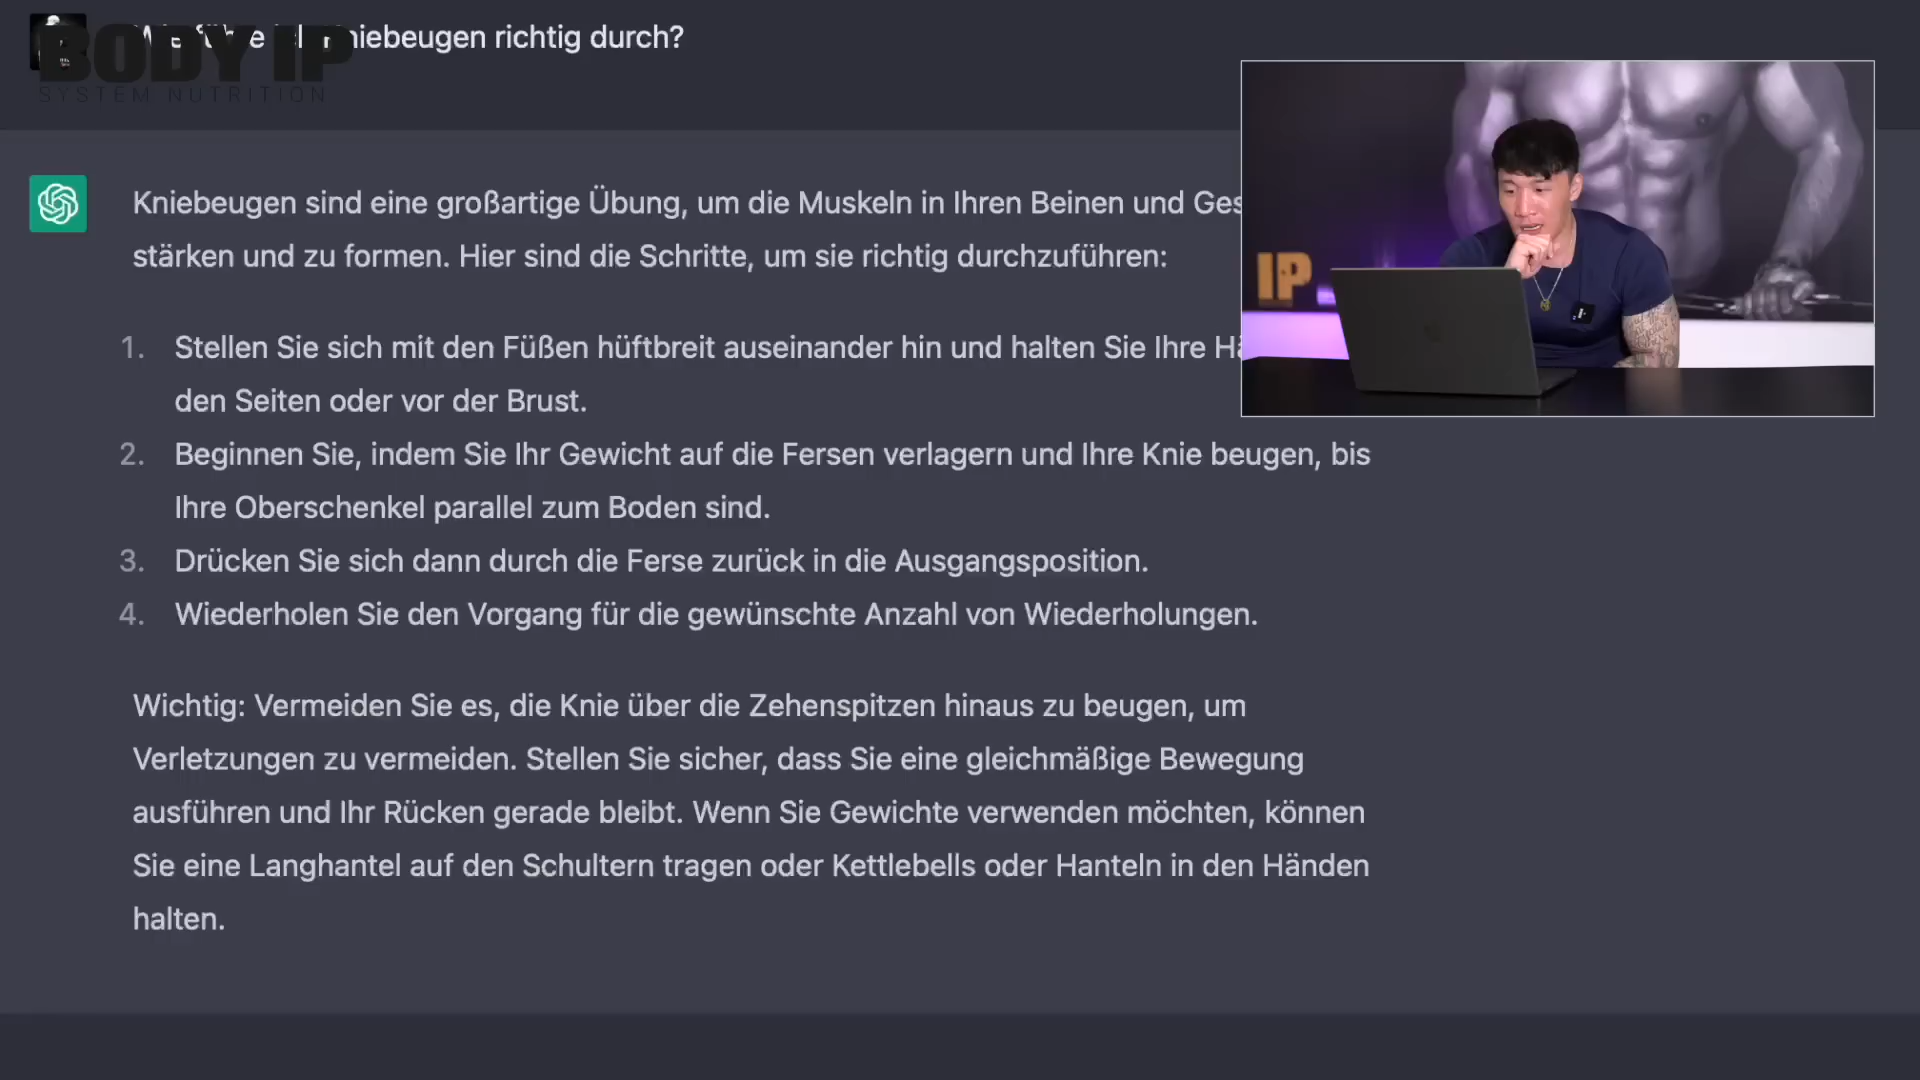 BODY IP
SYSTEM NUTRITION
niebeugen richtig durch?
Kniebeugen sind eine großartige Übung, um die Muskeln in Ihren Beinen und
stärken und zu formen. Hier sind die Schritte, um sie richtig durchzuführen:
1. Stellen Sie sich mit den Füßen hüftbreit auseinander hin und halten Sie Ihre
den Seiten oder vor der Brust.
2. Beginnen Sie, indem Sie Ihr Gewicht auf die Fersen verlagern und Ihre Knie beugen, bis
Ihre Oberschenkel parallel zum Boden sind.
3. Drücken Sie sich dann durch die Ferse zurück in die Ausgangsposition.
4. Wiederholen Sie den Vorgang für die gewünschte Anzahl von Wiederholungen.
Wichtig: Vermeiden Sie es, die Knie über die Zehenspitzen hinaus zu beugen, um
Verletzungen zu vermeiden. Stellen Sie sicher, dass Sie eine gleichmäßige Bewegung
ausführen und Ihr Rücken gerade bleibt. Wenn Sie Gewichte verwenden möchten, können
Sie eine Langhantel auf den Schultern tragen oder Kettlebells oder Hanteln in den Händen
halten.
IP